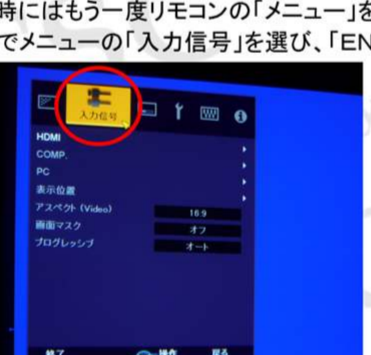 時にはもう一度リモコンの「メニュー」を
でメニューの「入力信号」を選び、「EN
入力信号
HDMI
COMP.
PC
表示位置
アスペクト（Video） 16:9
画面マスク オフ
プログレッシブ オート
終了 操作 戻る